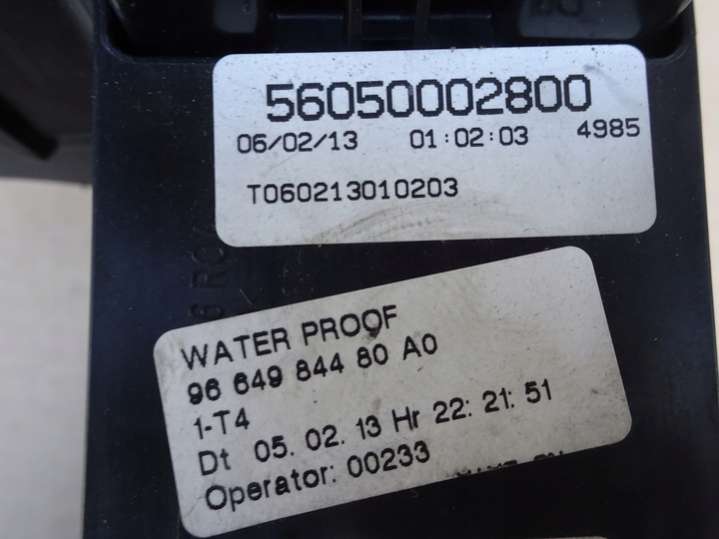 56050002800
06/02/13 01:02:03 4985
T060213010203
WATER PROOF
96 649 844 80 A0
1-T4
Dt 05. 02. 13 Hr 22: 21: 51
Operator: 00233